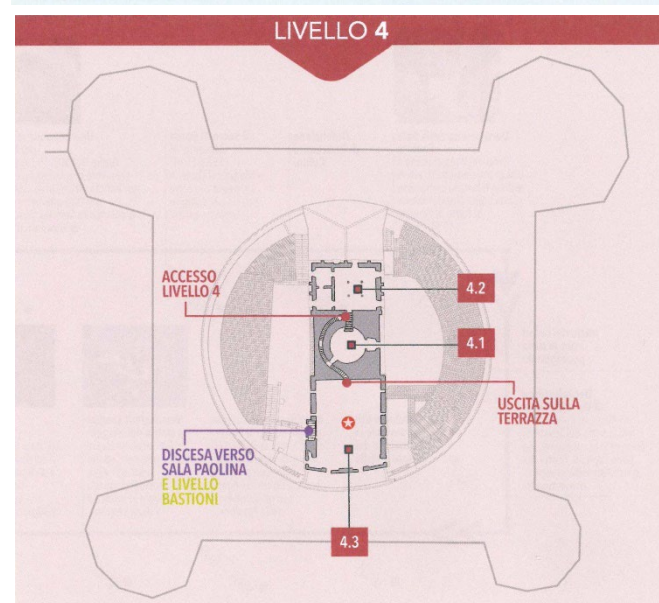 LIVELLO 4
ACCESSO
LIVELLO 4
4.2
4.1
USCITA SULLA
TERRAZZA
DISCESA VERSO
SALA PAOLINA
E LIVELLO
BASTIONI
4.3